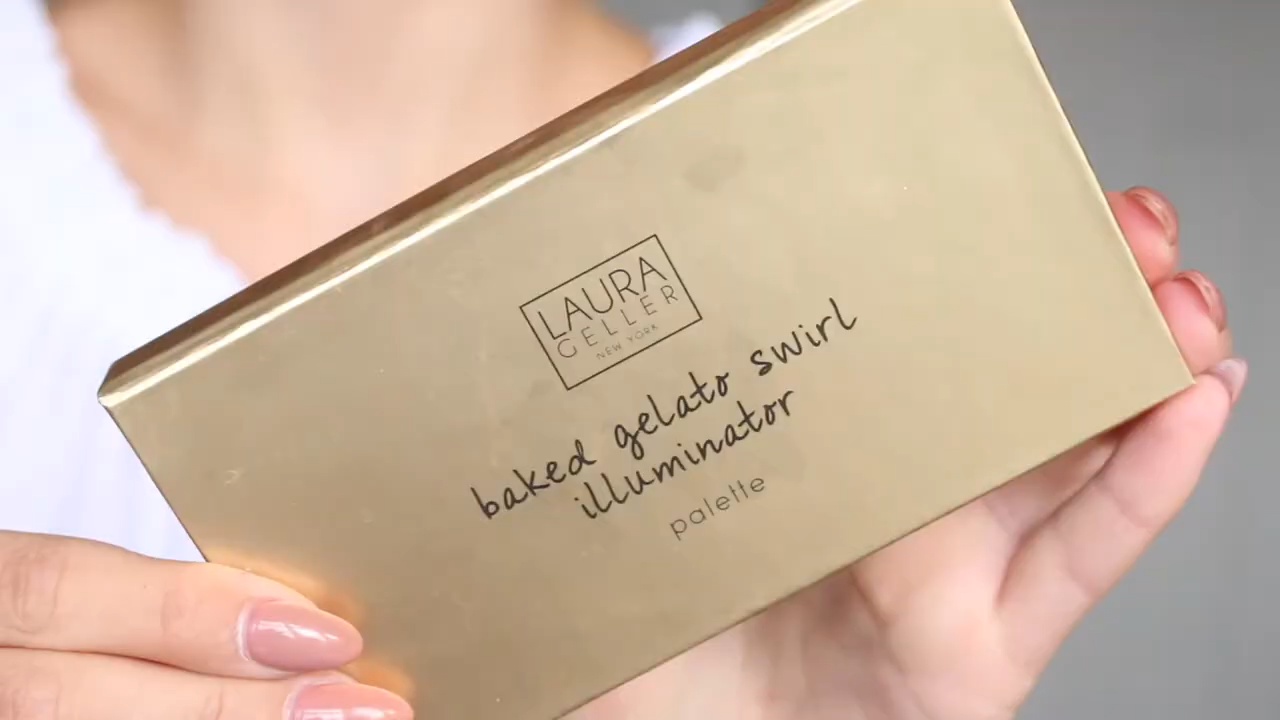 LAURA
GELLER
NEW YORK
baked gelato swirl
illuminator
palette